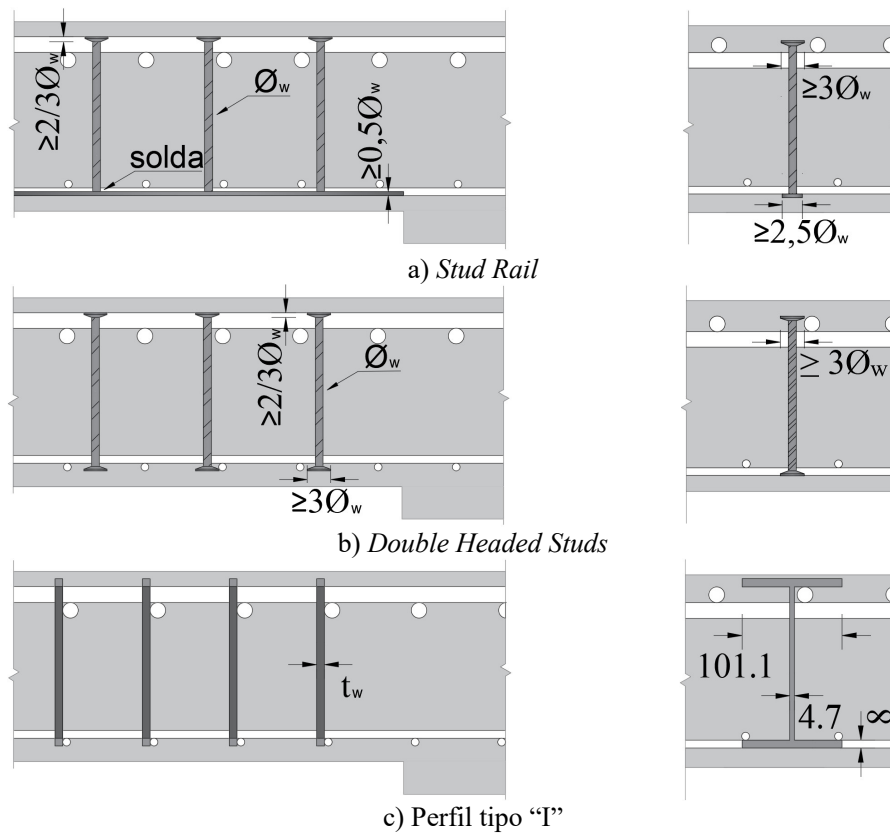 ≥2/3Øw
Øw
solda
≥0,5Øw
≥3Øw
≥2,5Øw
a) Stud Rail
≥2/3Øw
Øw
≥3Øw
≥ 3Øw
b) Double Headed Studs
tw
101.1
4.7
8
c) Perfil tipo “I”